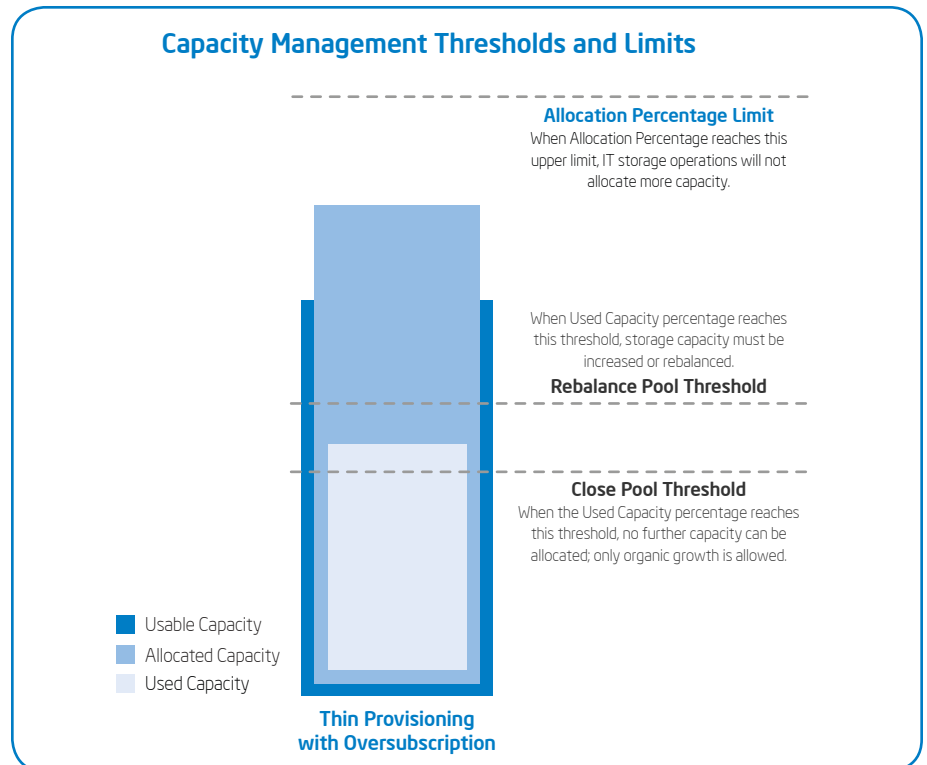 Capacity Management Thresholds and Limits
Allocation Percentage Limit
When Allocation Percentage reaches this
upper limit, IT storage operations will not
allocate more capacity.
When Used Capacity percentage reaches
this threshold, storage capacity must be
increased or rebalanced.
Rebalance Pool Threshold
Close Pool Threshold
When the Used Capacity percentage reaches
this threshold, no further capacity can be
allocated; only organic growth is allowed.
Usable Capacity
Allocated Capacity
Used Capacity
Thin Provisioning
with Oversubscription